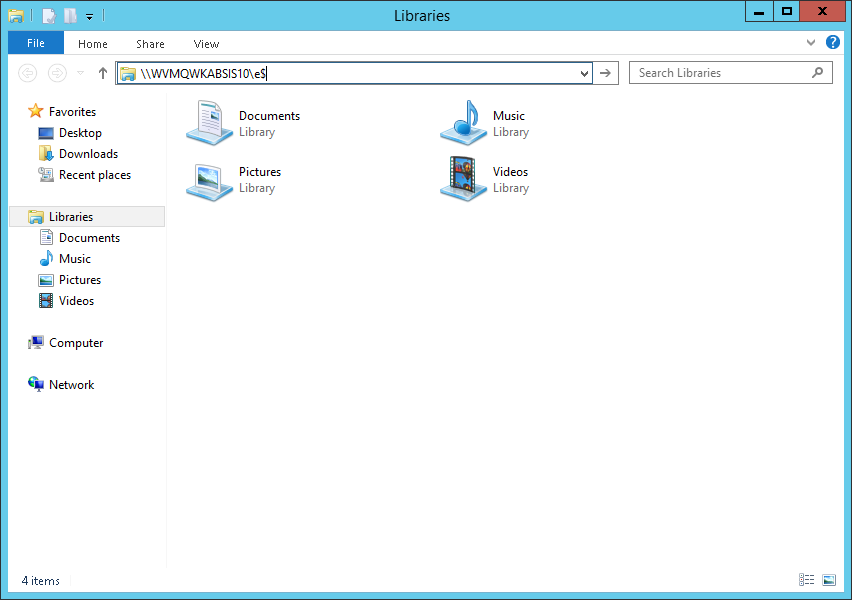 Libraries
File Home Share View
\\WVMQWKABSIS10\e$
Search Libraries
Favorites
Desktop
Downloads
Recent places
Libraries
Documents
Music
Pictures
Videos
Computer
Network
Documents
Library
Music
Library
Pictures
Library
Videos
Library
4 items